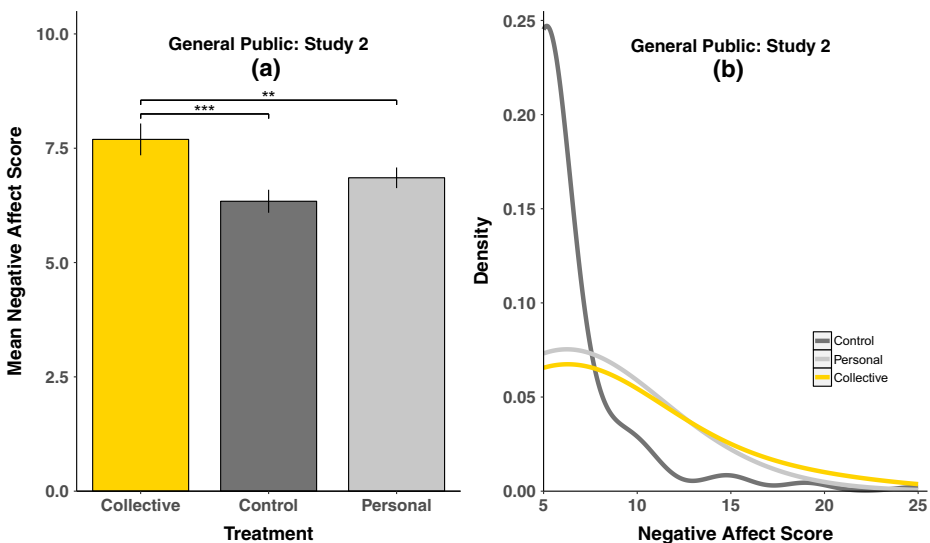 General Public: Study 2
(a)
**
***
10.0
7.5
5.0
2.5
0.0
Mean Negative Affect Score
Collective
Control
Personal
Treatment
General Public: Study 2
(b)
0.25
0.20
0.15
0.10
0.05
0.00
Density
Control
Personal
Collective
5
10
15
20
25
Negative Affect Score